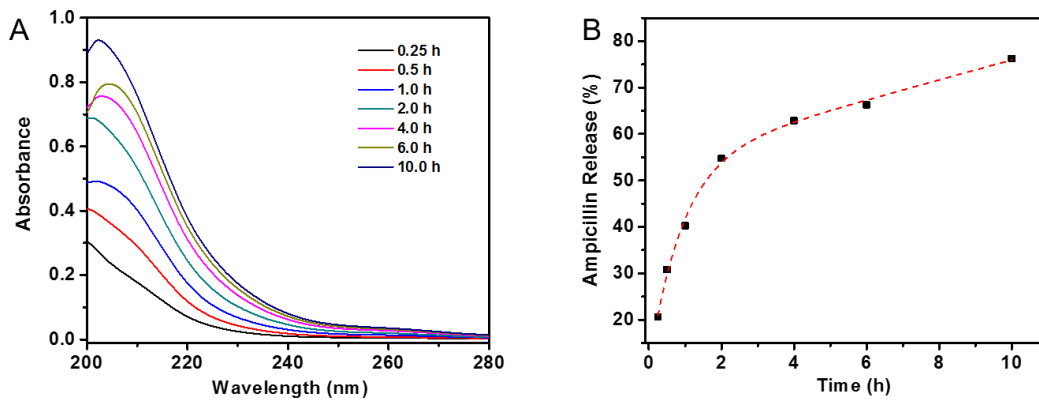 A
1.0
0.8
0.6
0.4
0.2
0.0
Absorbance
0.25 h
0.5 h
1.0 h
2.0 h
4.0 h
6.0 h
10.0 h
200 220 240 260 280
Wavelength (nm)
B
80
70
60
50
40
30
20
Ampicillin Release (%)
0 2 4 6 8 10
Time (h)